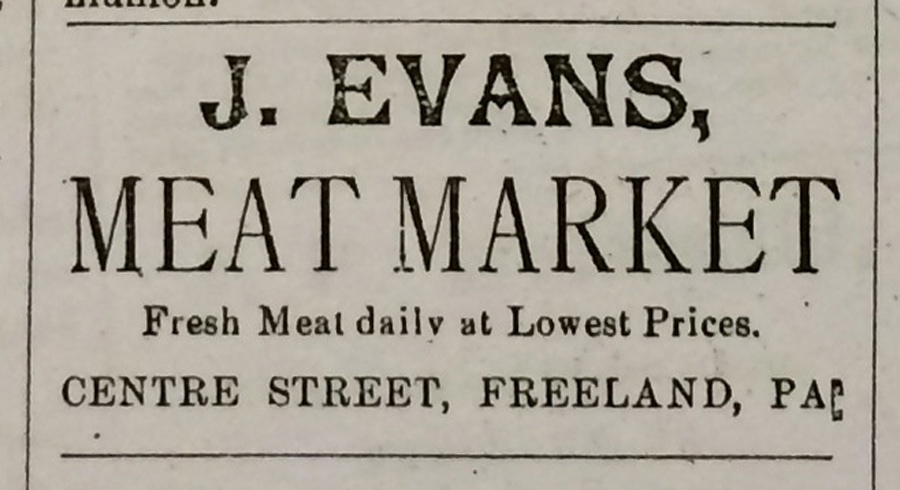 J. EVANS,
MEAT MARKET
Fresh Meat daily at Lowest Prices.
CENTRE STREET, FREELAND, PA